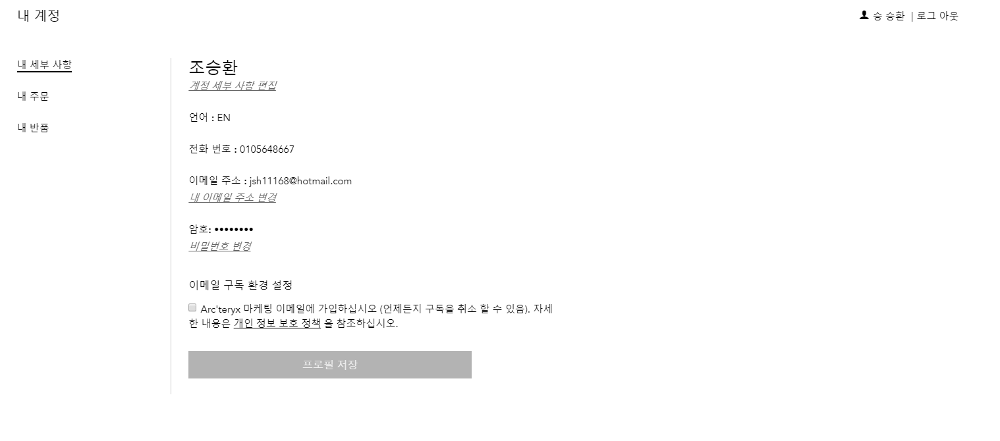 내 계정
승 승환 | 로그 아웃
내 세부 사항
내 주문
내 반품
조승환
계정 세부 사항 편집
언어 : EN
전화 번호 : 0105648667
이메일 주소 : jsh11168@hotmail.com
내 이메일 주소 변경
암호: ••••••••
비밀번호 변경
이메일 구독 환경 설정
Arc'teryx 마케팅 이메일에 가입하십시오 (언제든지 구독을 취소 할 수 있음). 자세
한 내용은 개인 정보 보호 정책 을 참조하십시오.
프로필 저장